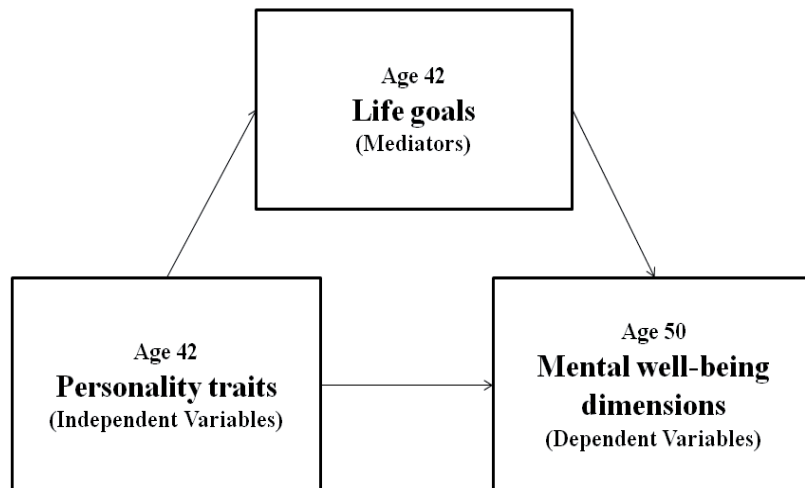 Age 42
Life goals
(Mediators)
Age 42
Personality traits
(Independent Variables)
Age 50
Mental well-being
dimensions
(Dependent Variables)